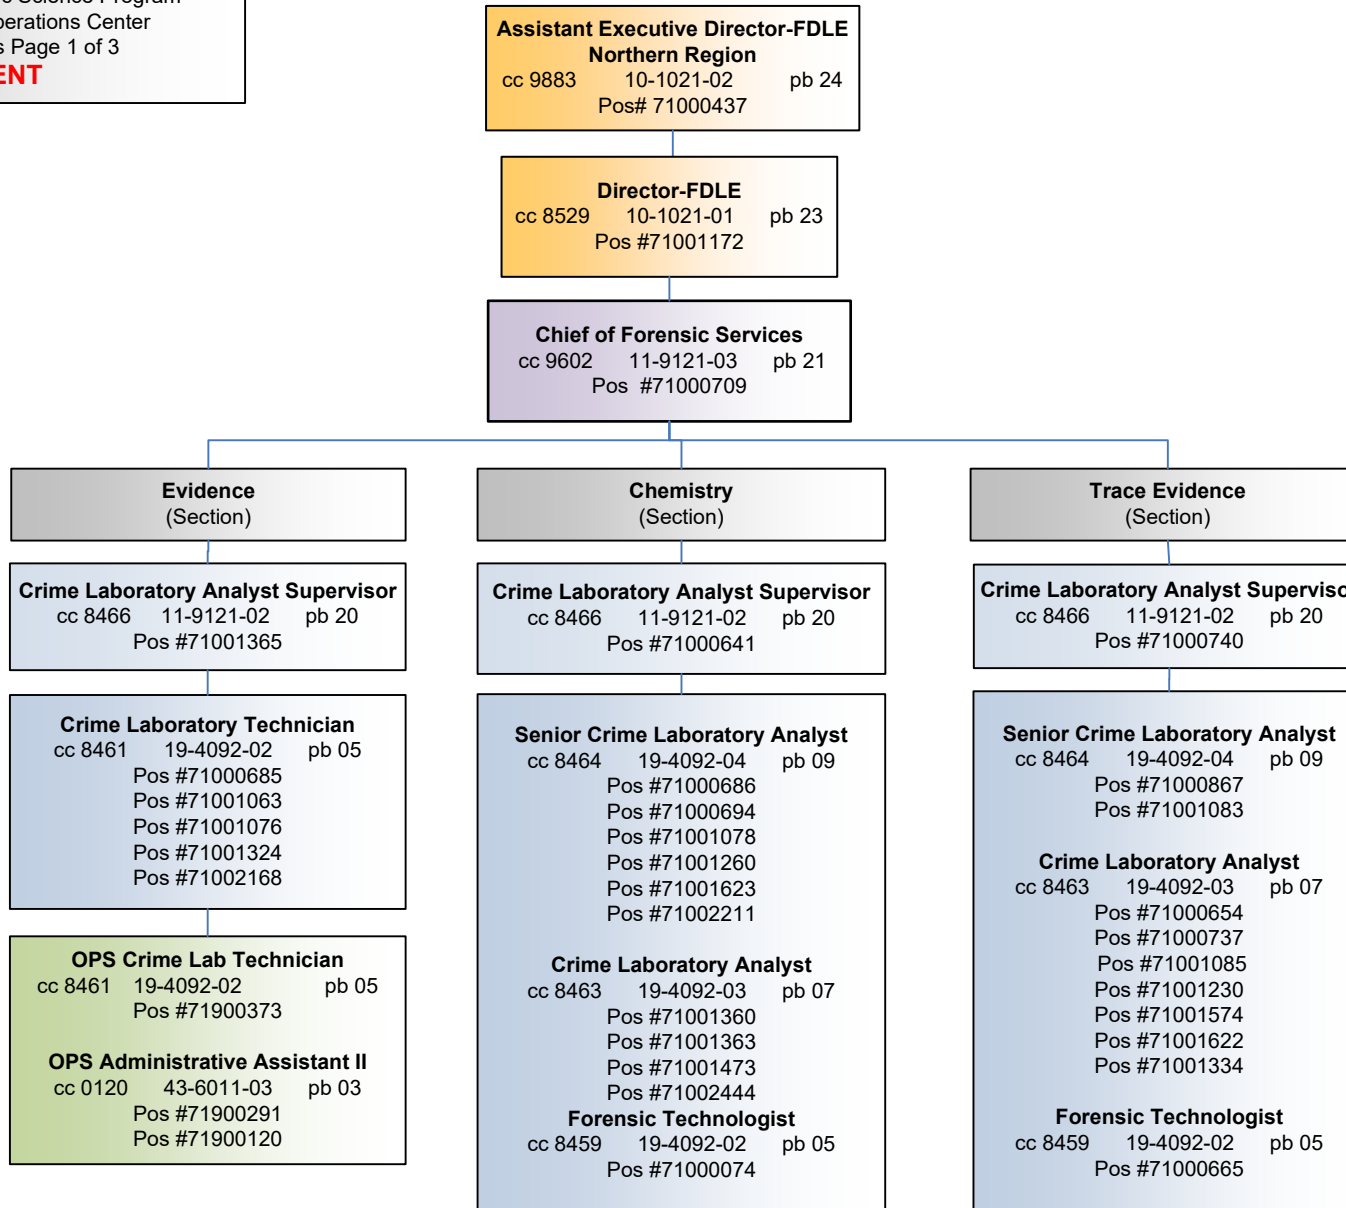 Science Program
Operations Center
Page 1 of 3
Assistant Executive Director-FDLE
Northern Region
cc 9883 10-1021-02 pb 24
Pos# 71000437
Director-FDLE
cc 8529 10-1021-01 pb 23
Pos #71001172
Chief of Forensic Services
cc 9602 11-9121-03 pb 21
Pos #71000709
Evidence
(Section)
Crime Laboratory Analyst Supervisor
cc 8466 11-9121-02 pb 20
Pos #71001365
Crime Laboratory Technician
cc 8461 19-4092-02 pb 05
Pos #71000685
Pos #71001063
Pos #71001076
Pos #71001324
Pos #71002168
OPS Crime Lab Technician
cc 8461 19-4092-02 pb 05
Pos #71900373
OPS Administrative Assistant II
cc 0120 43-6011-03 pb 03
Pos #71900291
Pos #71900120
Chemistry
(Section)
Crime Laboratory Analyst Supervisor
cc 8466 11-9121-02 pb 20
Pos #71000641
Senior Crime Laboratory Analyst
cc 8464 19-4092-04 pb 09
Pos #71000686
Pos #71000694
Pos #71001078
Pos #71001260
Pos #71001623
Pos #71002211
Crime Laboratory Analyst
cc 8463 19-4092-03 pb 07
Pos #71001360
Pos #71001363
Pos #71001473
Pos #71002444
Forensic Technologist
cc 8459 19-4092-02 pb 05
Pos #71000074
Trace Evidence
(Section)
Crime Laboratory Analyst Superviso
cc 8466 11-9121-02 pb 20
Pos #71000740
Senior Crime Laboratory Analyst
cc 8464 19-4092-04 pb 09
Pos #71000867
Pos #71001083
Crime Laboratory Analyst
cc 8463 19-4092-03 pb 07
Pos #71000654
Pos #71000737
Pos #71001085
Pos #71001230
Pos #71001574
Pos #71001622
Pos #71001334
Forensic Technologist
cc 8459 19-4092-02 pb 05
Pos #71000665